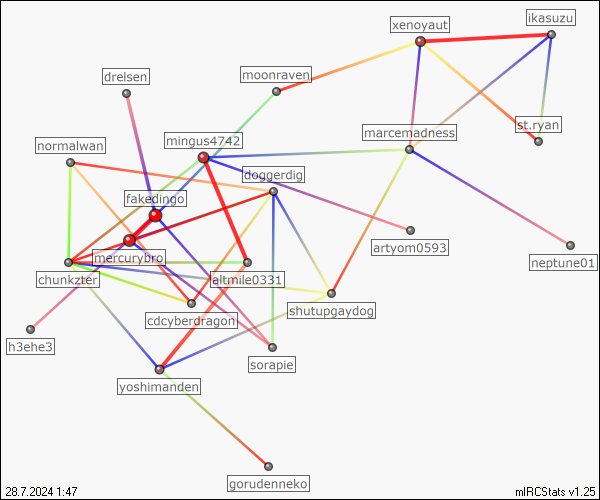 ikasuzu
xenoyaut
drelsen
moonraven
st.ryan
marcemadness
normalwan
mingus4742
doggerdig
fakedingo
artyom0593
mercurybro
neptune01
chunkzter
altmile0331
shutupgaydog
cdcyberdragon
h3ehe3
sorapie
yoshimanden
gorudenneko
28.7.2024 1:47
mIRCStats v1.25